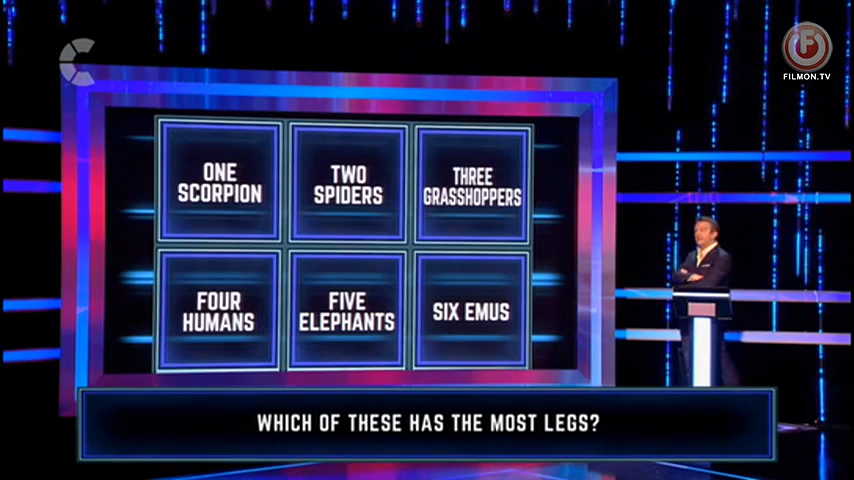 FILMON.TV
ONE
SCORPION
TWO
SPIDERS
THREE
GRASSHOPPERS
FOUR
HUMANS
FIVE
ELEPHANTS
SIX EMUS
WHICH OF THESE HAS THE MOST LEGS?